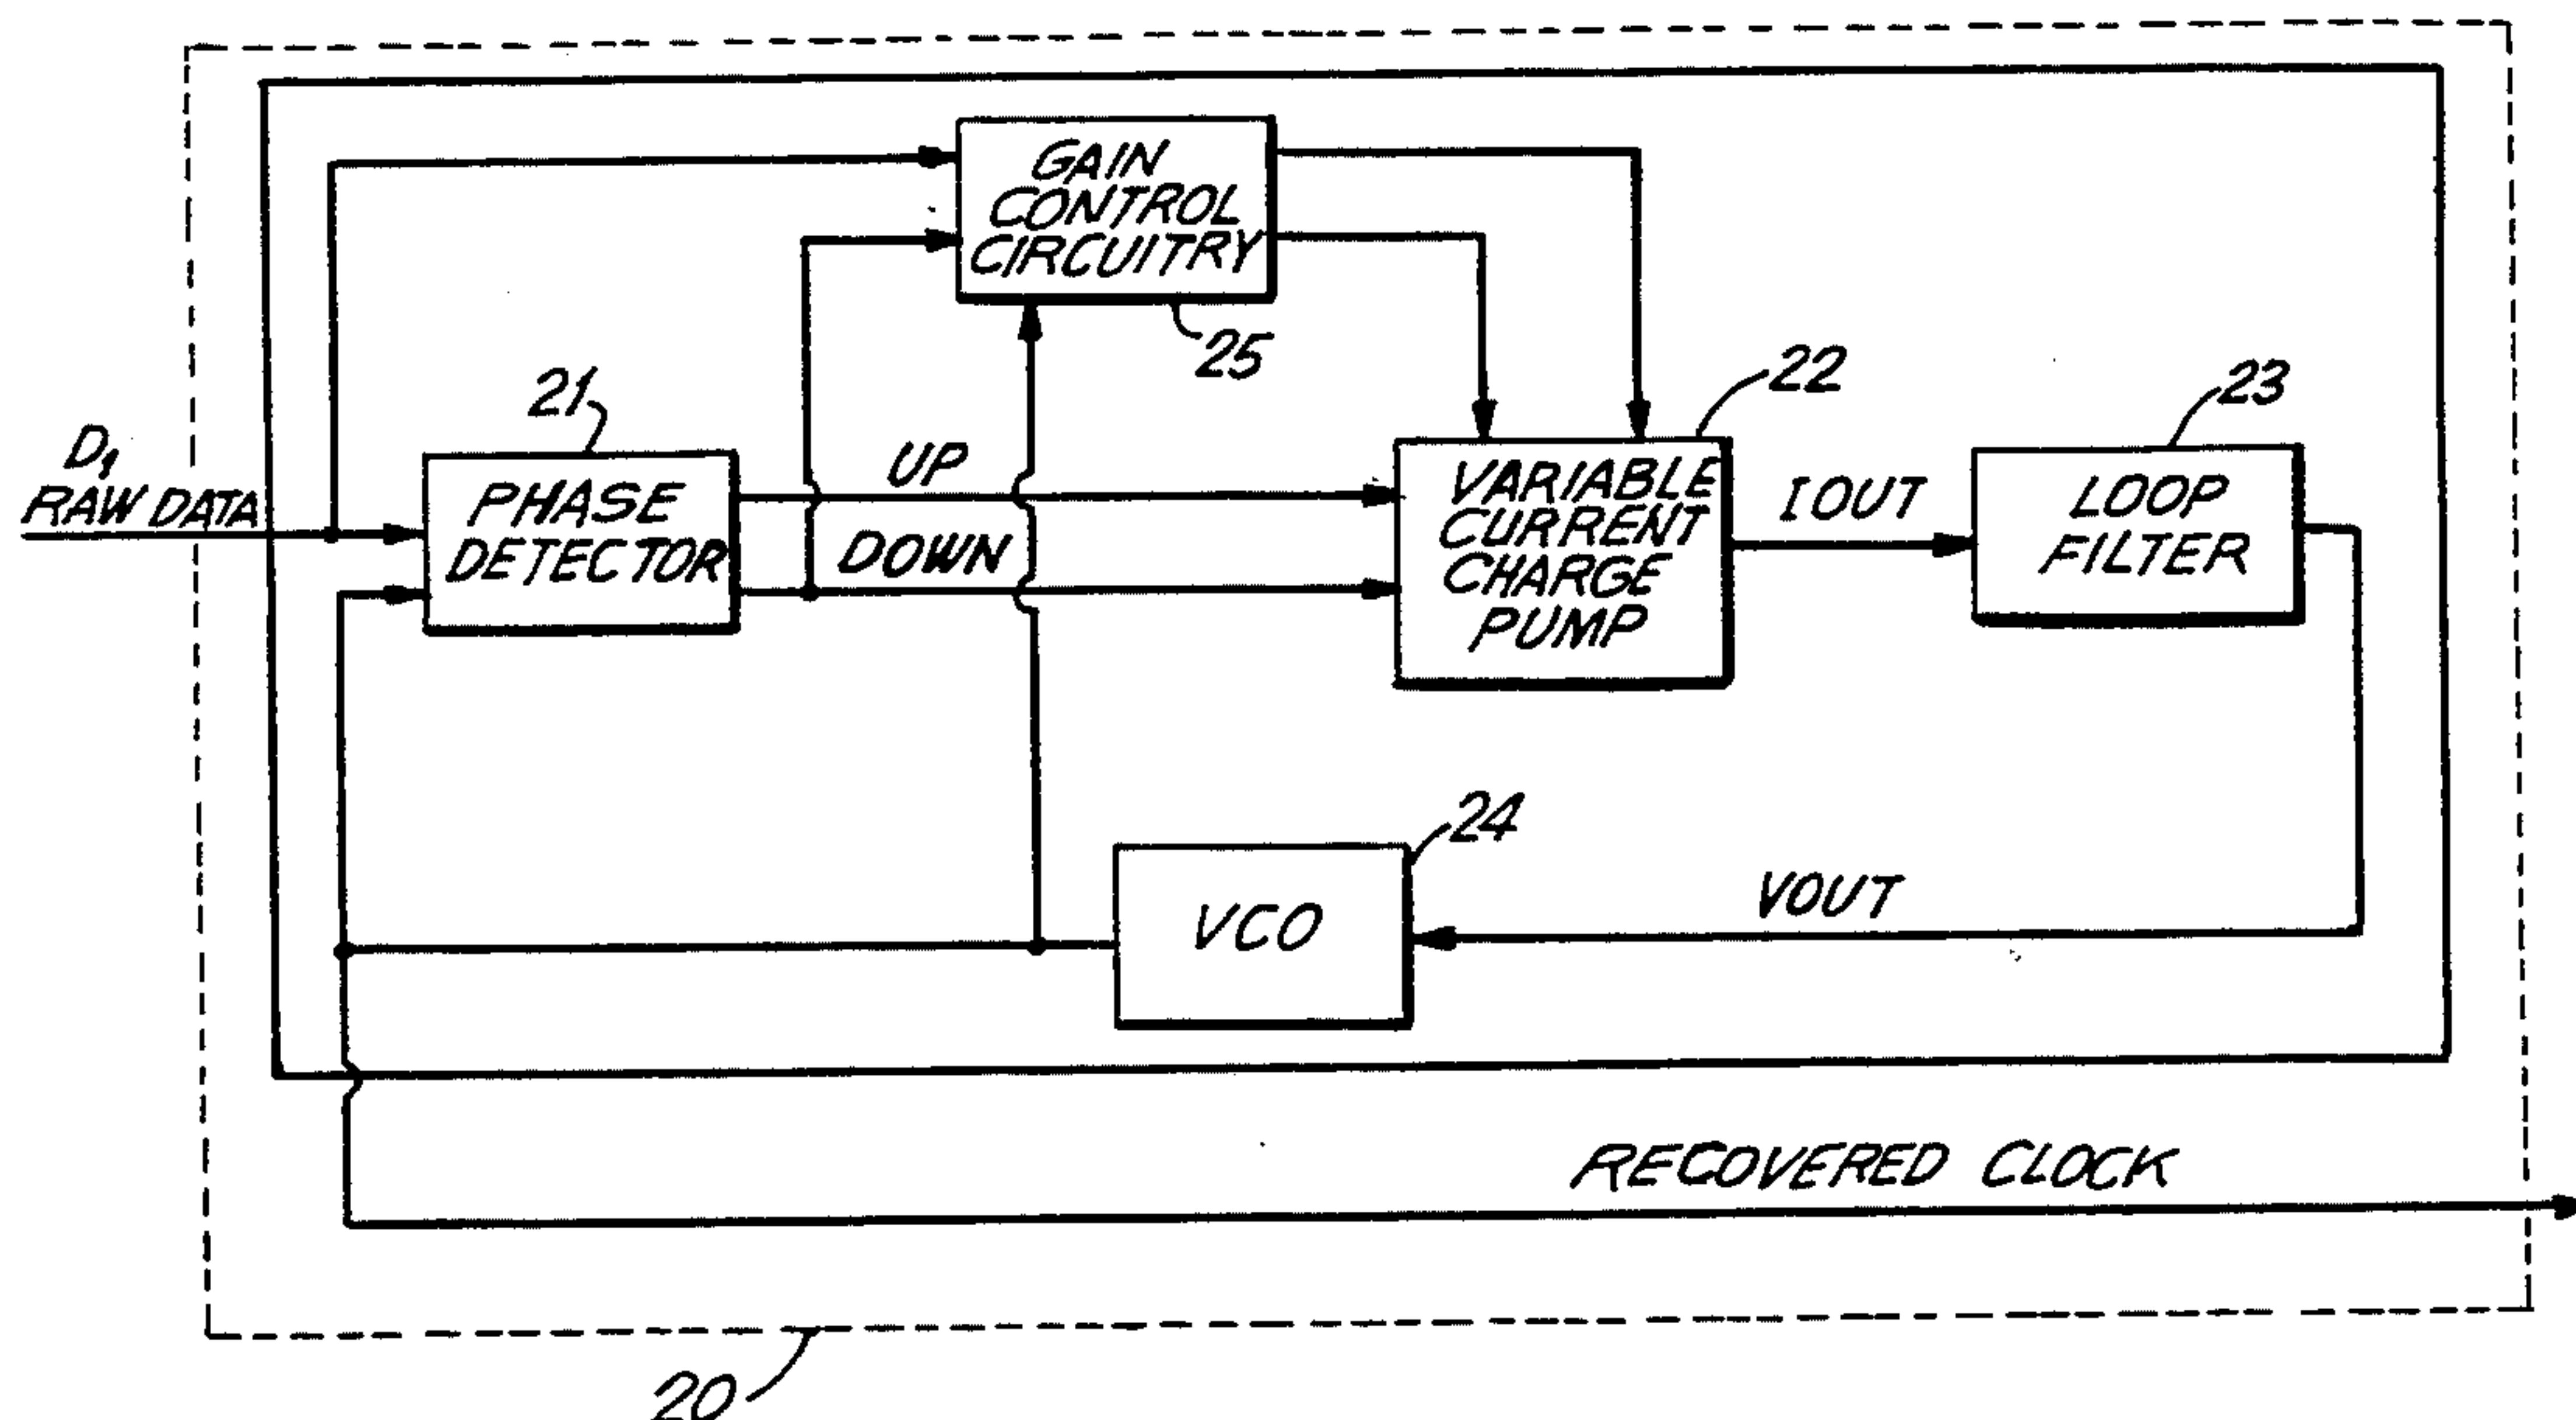 GAIN
CONTROL
CIRCUITRY
25
21
22
23
D1
RAW DATA
PHASE
DETECTOR
UP
DOWN
VARIABLE
CURRENT
CHARGE
PUMP
IOUT
LOOP
FILTER
24
VCO
VOUT
RECOVERED CLOCK
20